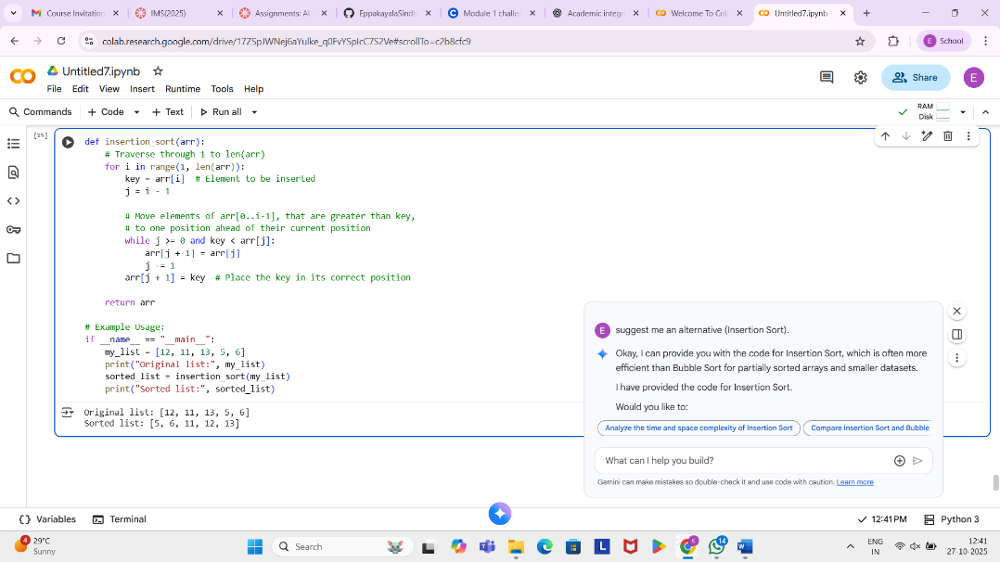 Course Invitation
IMS(2025)
Assignments: AI
EppakayalaSindh
Module 1 challen
Academic integri
Welcome To Col
Untitled7.ipynb
colab.research.google.com/drive/17ZSpJWNej6aYulke_q0FvYSpIcC7S2Ve#scrollTo=c2b8cfc9
E School
Untitled7.ipynb
File Edit View Insert Runtime Tools Help
Share
E
Commands + Code + Text Run all
RAM
Disk
[15]
def insertion_sort(arr):
# Traverse through 1 to len(arr)
for i in range(1, len(arr)):
key = arr[i] # Element to be inserted
j = i - 1
# Move elements of arr[0..i-1], that are greater than key,
# to one position ahead of their current position
while j >= 0 and key < arr[j]:
arr[j + 1] = arr[j]
j -= 1
arr[j + 1] = key # Place the key in its correct position
return arr
# Example Usage:
if __name__ == "__main__":
my_list = [12, 11, 13, 5, 6]
print("Original list:", my_list)
sorted_list = insertion_sort(my_list)
print("Sorted list:", sorted_list)
Original list: [12, 11, 13, 5, 6]
Sorted list: [5, 6, 11, 12, 13]
E suggest me an alternative (Insertion Sort).
Okay, I can provide you with the code for Insertion Sort, which is often more
efficient than Bubble Sort for partially sorted arrays and smaller datasets.
I have provided the code for Insertion Sort.
Would you like to:
Analyze the time and space complexity of Insertion Sort
Compare Insertion Sort and Bubble
What can I help you build?
Gemini can make mistakes so double-check it and use code with caution. Learn more
Variables Terminal
12:41PM Python 3
4
29°C
Sunny
Search
L
14
ENG
IN
12:41
27-10-2025